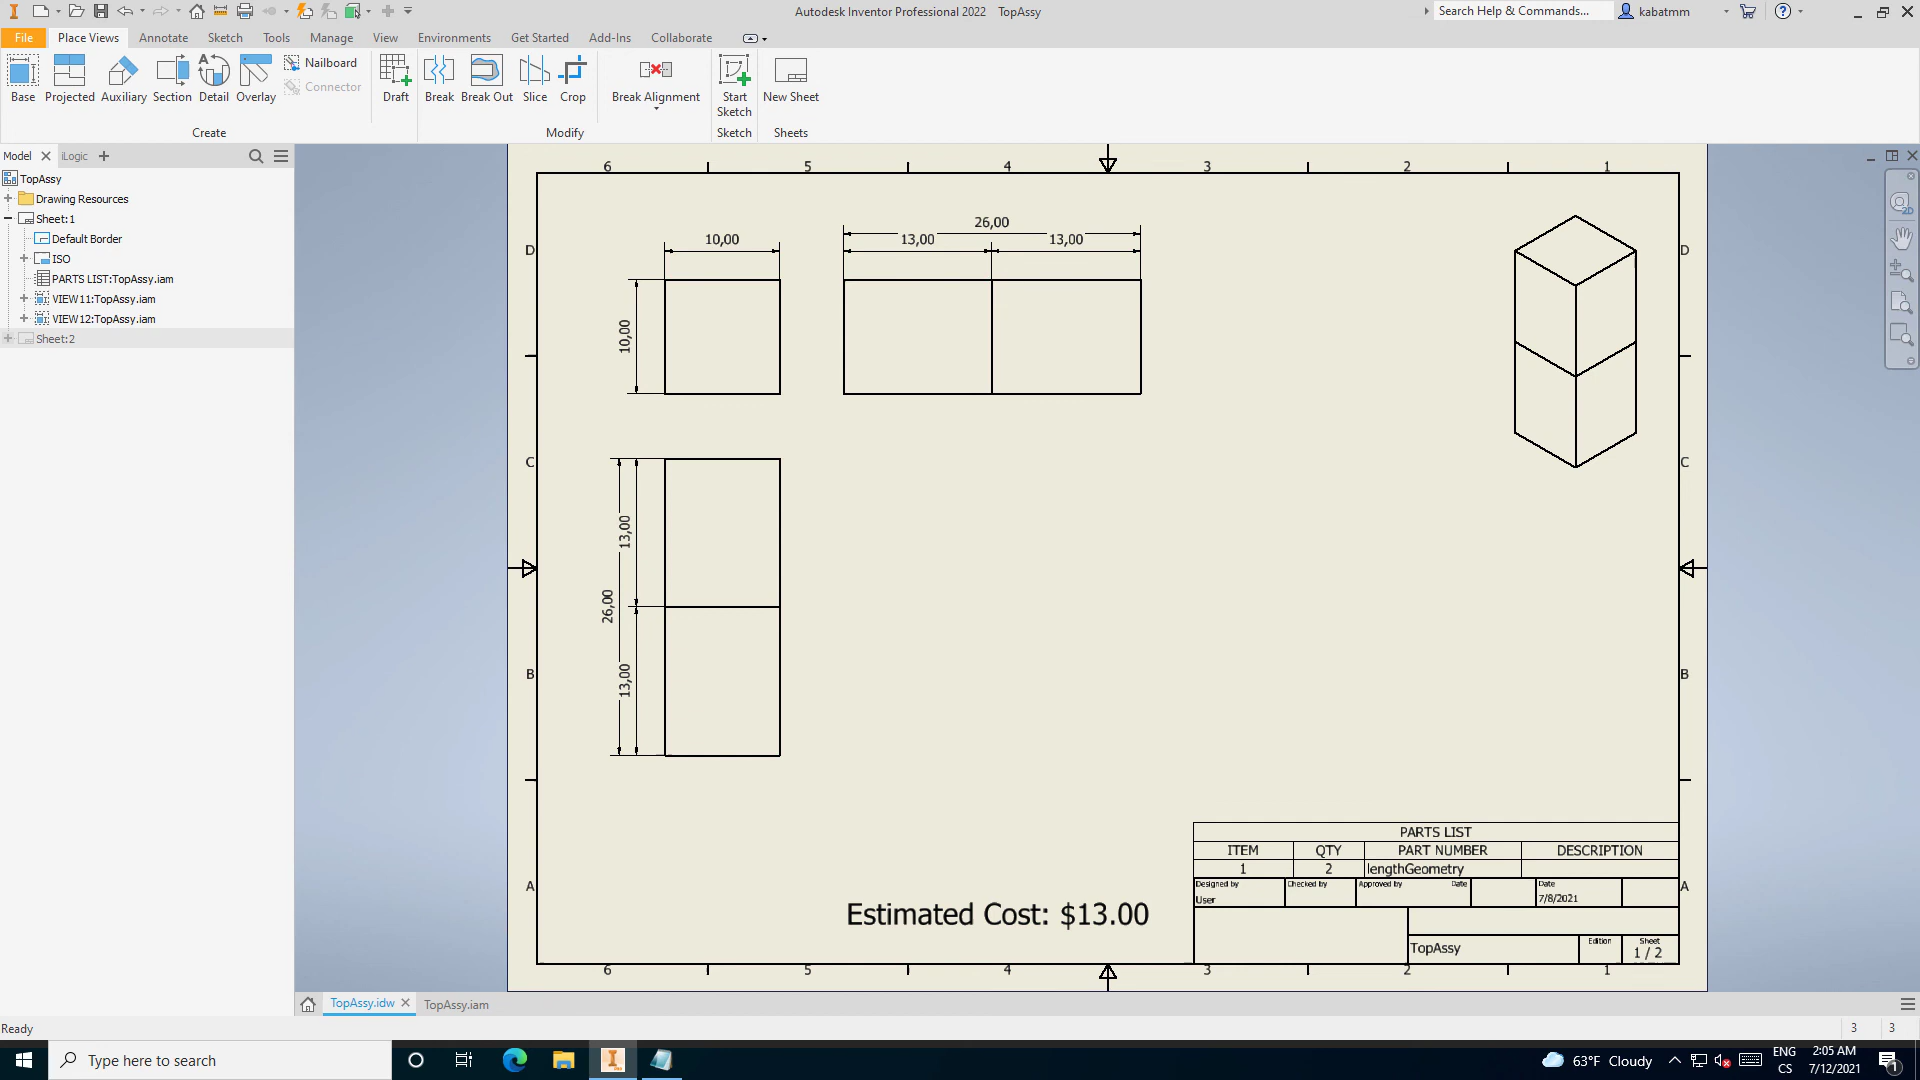 Autodesk Inventor Professional 2022 TopAssy
Search Help & Commands...
kabatmm
File
Place Views
Annotate
Sketch
Tools
Manage
View
Environments
Get Started
Add-Ins
Collaborate
Base
Projected
Auxiliary
Section
Detail
Overlay
Nailboard
Connector
Draft
Break
Break Out
Slice
Crop
Break Alignment
Start
Sketch
New Sheet
Create
Modify
Sketch
Sheets
Model
iLogic
TopAssy
Drawing Resources
Sheet:1
Default Border
ISO
PARTS LIST:TopAssy.iam
VIEW11:TopAssy.iam
VIEW12:TopAssy.iam
Sheet:2
6 5 4 3 2 1
D D
C C
B B
A A
10,00
26,00
13,00 13,00
10,00
13,00
26,00
13,00
Estimated Cost: $13.00
PARTS LIST
ITEM QTY PART NUMBER DESCRIPTION
1 2 lengthGeometry
Designed by Checked by Approved by Date Date
User 7/8/2021
Edition Sheet
TopAssy 1 / 2
6 5 4 3 2 1
TopAssy.idw
TopAssy.iam
Ready
3 3
Type here to search
63°F Cloudy
ENG
CS
2:05 AM
7/12/2021
1